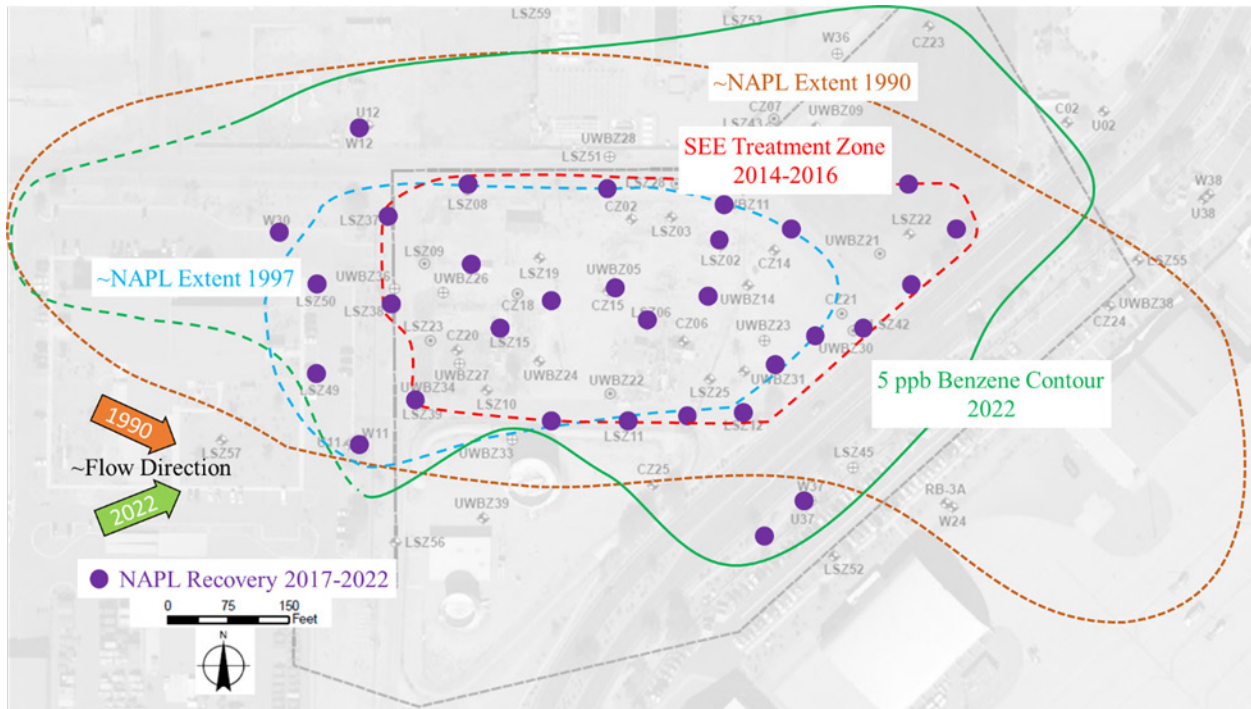 LSZ59
LSZ53
CZ23
W36
~NAPL Extent 1990
CZ07
UWBZ09
LSZ43
C02
U02
U12
W12
UWBZ28
LSZ51
SEE Treatment Zone
2014-2016
LSZ28
W38
U38
LSZ08
CZ02
UWBZ11
LSZ37
LSZ03
LSZ22
W30
LSZ02
CZ14
UWBZ21
LSZ55
~NAPL Extent 1997
LSZ09
LSZ19
UWBZ05
UWBZ36
UWBZ26
LSZ50
CZ18
CZ15
UWBZ14
LSZ38
LSZ06
CZ21
UWBZ38
CZ24
LSZ23
LSZ15
CZ06
UWBZ23
LSZ42
UWBZ30
CZ20
UWBZ27
UWBZ24
LSZ49
UWBZ34
UWBZ22
LSZ25
UWBZ31
5 ppb Benzene Contour
2022
LSZ39
LSZ10
1990
LSZ11
LSZ12
W11
U11
LSZ57
~Flow Direction
UWBZ33
LSZ45
2022
CZ25
W37
U37
RB-3A
W24
UWBZ39
LSZ56
LSZ52
NAPL Recovery 2017-2022
0 75 150
Feet
N